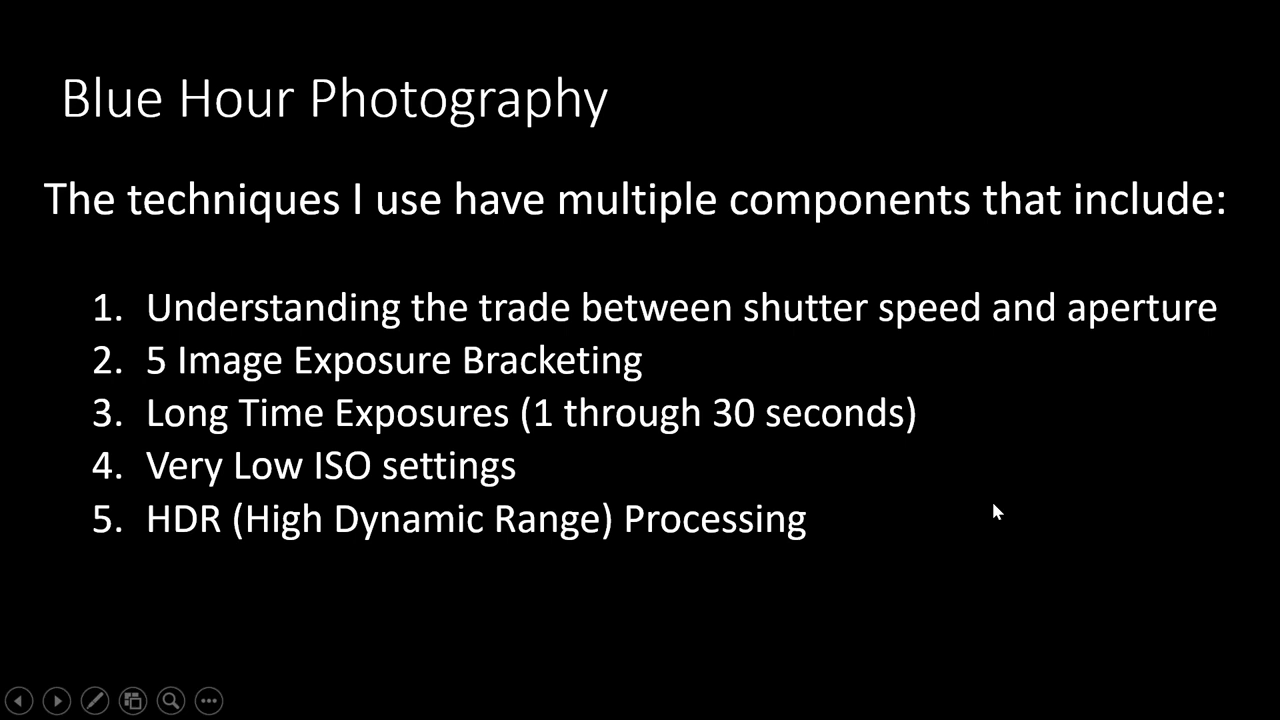 Blue Hour Photography
The techniques I use have multiple components that include:
1. Understanding the trade between shutter speed and aperture
2. 5 Image Exposure Bracketing
3. Long Time Exposures (1 through 30 seconds)
4. Very Low ISO settings
5. HDR (High Dynamic Range) Processing